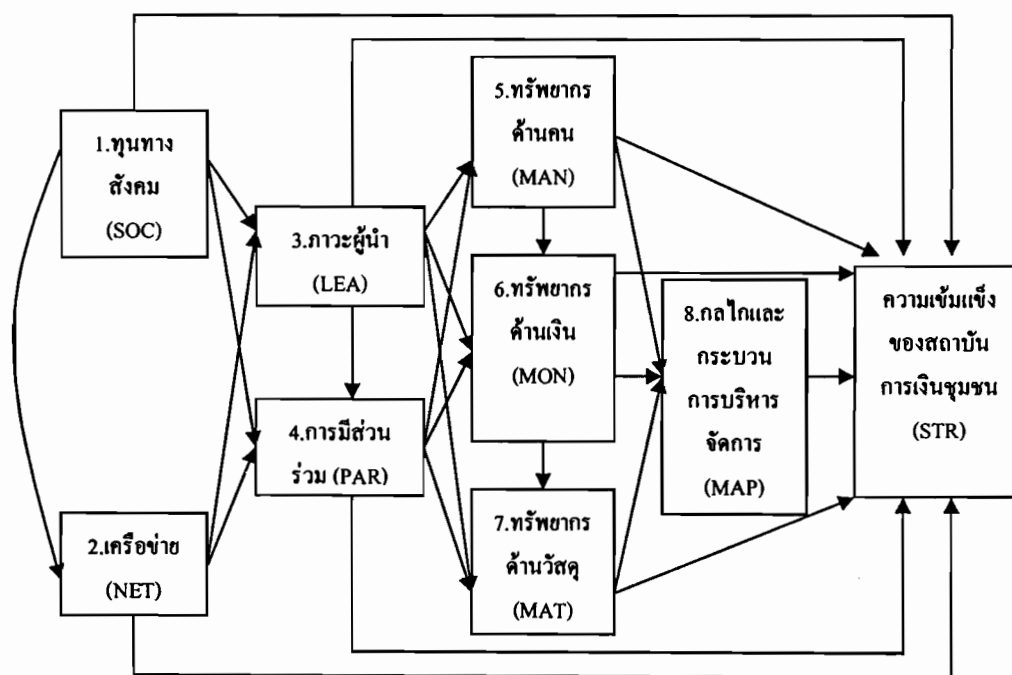 1.ทุนทาง
สังคม
(SOC)
2.เครือข่าย
(NET)
3.ภาวะผู้นำ
(LEA)
4.การมีส่วน
ร่วม (PAR)
5.ทรัพยากร
ด้านคน
(MAN)
6.ทรัพยากร
ด้านเงิน
(MON)
7.ทรัพยากร
ด้านวัสดุ
(MAT)
8.กลไกและ
กระบวน
การบริหาร
จัดการ
(MAP)
ความเข้มแข็ง
ของสถาบัน
การเงินชุมชน
(STR)